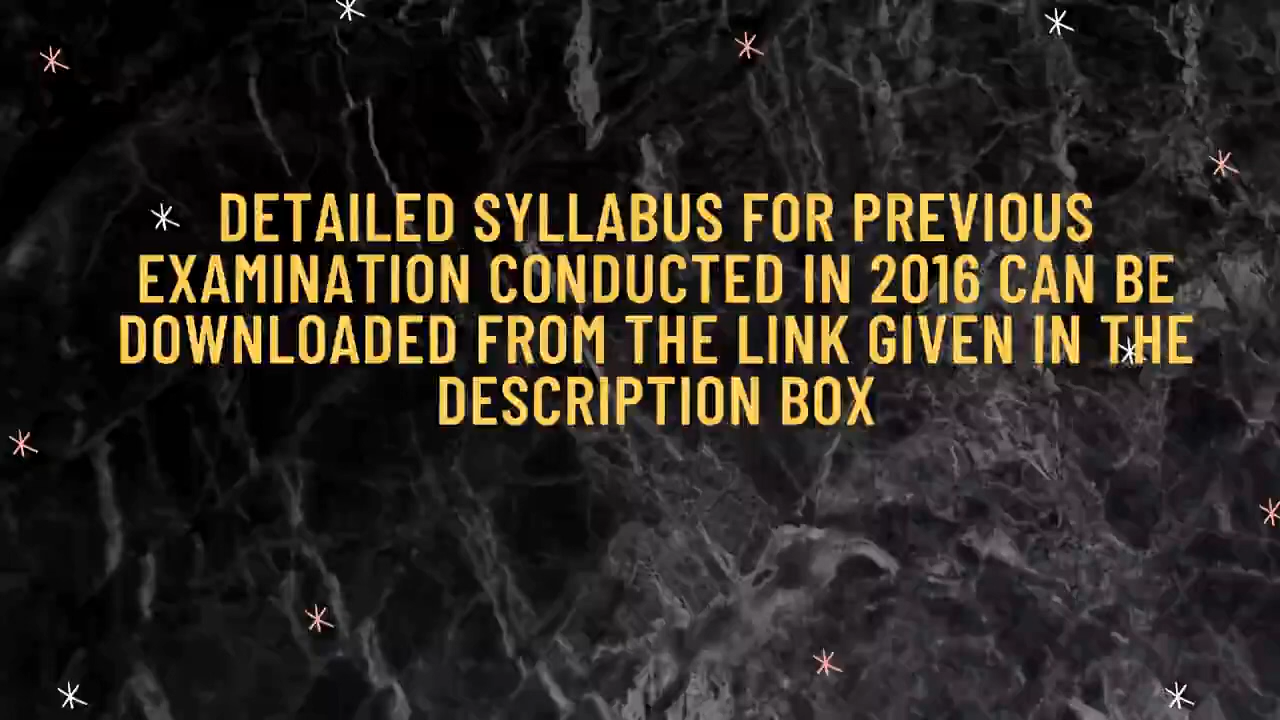 DETAILED SYLLABUS FOR PREVIOUS
EXAMINATION CONDUCTED IN 2016 CAN BE
DOWNLOADED FROM THE LINK GIVEN IN THE
DESCRIPTION BOX